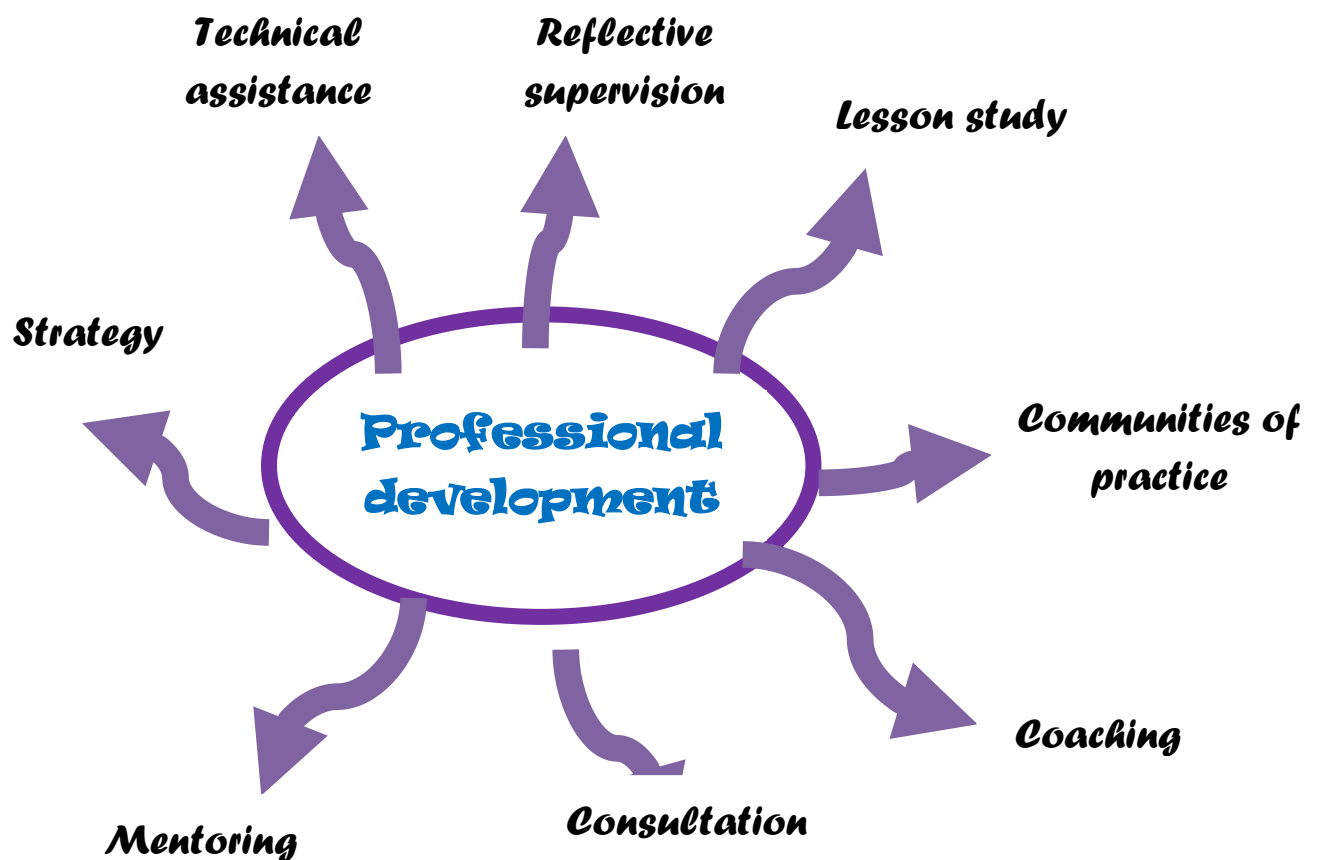 Technical
assistance
Reflective
supervision
Lesson study
Strategy
Professional
development
Communities of
practice
Coaching
Consultation
Mentoring